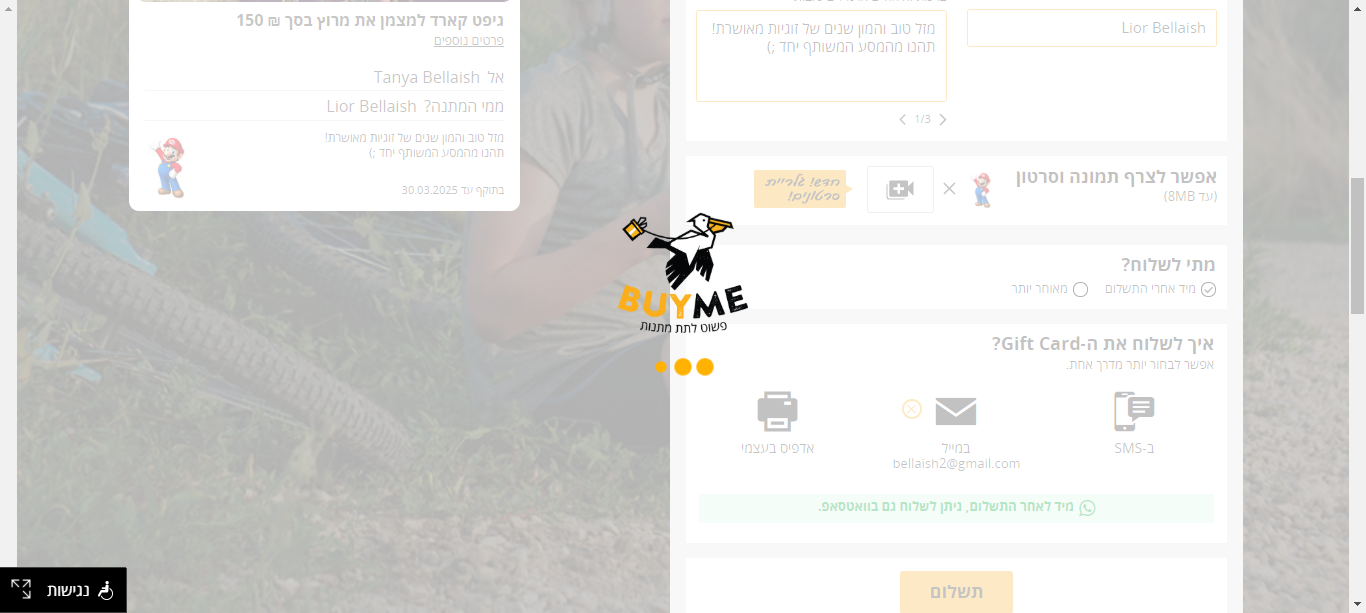 גיפט קארד למצמן את מרוץ בסך ₪ 150
פרטים נוספים
אל Tanya Bellaish
ממי המתנה? Lior Bellaish
מזל טוב והמון שנים של זוגיות מאושרת!
תהנו מהמסע המשותף יחד ;)
בתוקף עד 30.03.2025
Lior Bellaish
מזל טוב והמון שנים של זוגיות מאושרת!
תהנו מהמסע המשותף יחד ;)
1/3
אפשר לצרף תמונה וסרטון
(עד 8MB)
חדש! גלריית
סרטונים!
מתי לשלוח?
מיד אחרי התשלום
מאוחר יותר
BUYME
פשוט לתת מתנות
איך לשלוח את ה-Gift Card?
אפשר לבחור יותר מדרך אחת.
ב-SMS
במייל
bellaish2@gmail.com
אדפיס בעצמי
מיד לאחר התשלום, ניתן לשלוח גם בוואטסאפ.
תשלום
נגישות